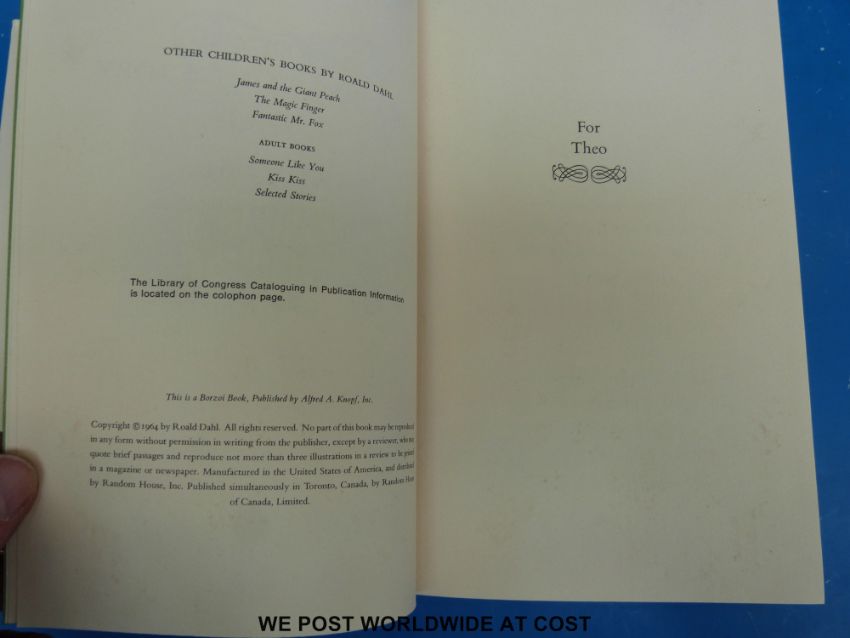 OTHER CHILDREN'S BOOKS BY ROALD DAHL
James and the Giant Peach
The Magic Finger
Fantastic Mr. Fox
ADULT BOOKS
Someone Like You
Kiss Kiss
Selected Stories
The Library of Congress Cataloguing in Publication Information
is located on the colophon page.
This is a Borzoi Book, Published by Alfred A. Knopf, Inc.
Copyright © 1964 by Roald Dahl. All rights reserved. No part of this book may be reproduced
in any form without permission in writing from the publisher, except by a reviewer, who
quote brief passages and reproduce not more than three illustrations in a review to be
in a magazine or newspaper. Manufactured in the United States of America, and
by Random House, Inc. Published simultaneously in Toronto, Canada, by Random
of Canada, Limited.
For
Theo
WE POST WORLDWIDE AT COST